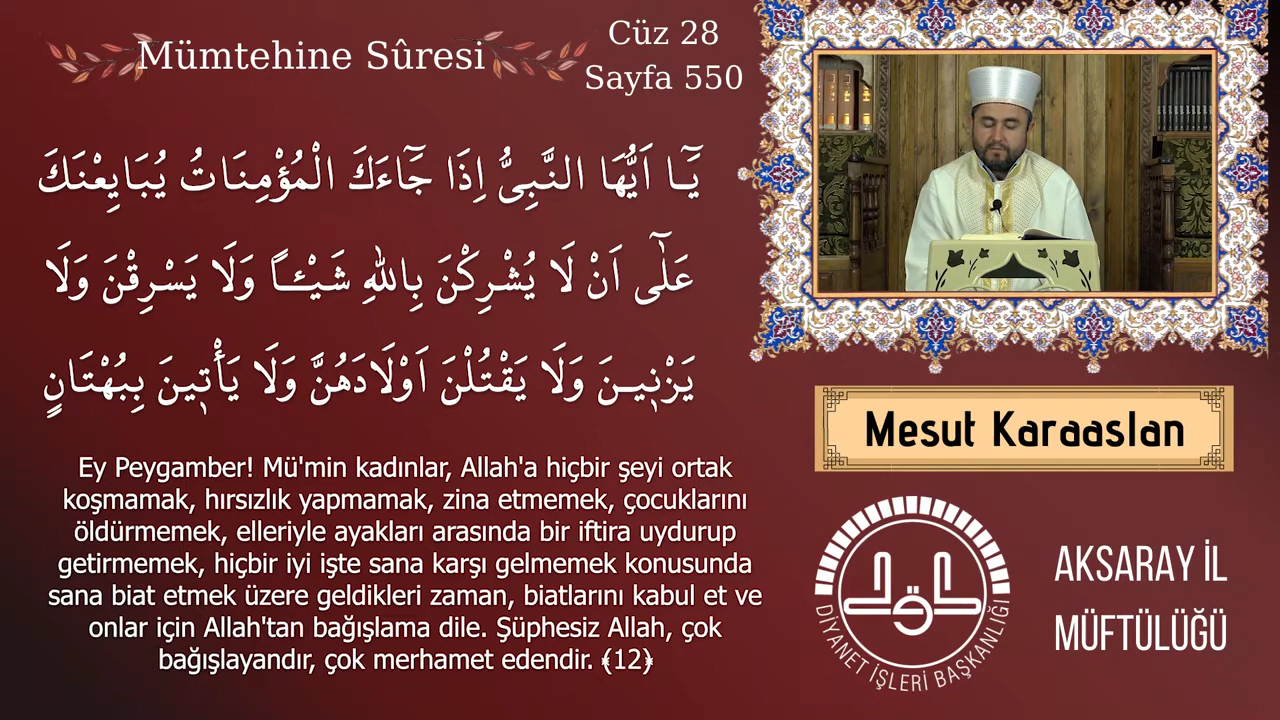 Mümtehine Sûresi
Cüz 28
Sayfa 550
يَٓا اَيُّهَا النَّبِيُّ اِذَا جَٓاءَكَ الْمُؤْمِنَاتُ يُبَايِعْنَكَ
عَلٰٓى اَنْ لَا يُشْرِكْنَ بِاللّٰهِ شَيْـٔاً وَلَا يَسْرِقْنَ وَلَا
يَزْن۪ينَ وَلَا يَقْتُلْنَ اَوْلَادَهُنَّ وَلَا يَأْت۪ينَ بِبُهْتَانٍ
Ey Peygamber! Mü'min kadınlar, Allah'a hiçbir şeyi ortak
koşmamak, hırsızlık yapmamak, zina etmemek, çocuklarını
öldürmemek, elleriyle ayakları arasında bir iftira uydurup
getirmemek, hiçbir iyi işte sana karşı gelmemek konusunda
sana biat etmek üzere geldikleri zaman, biatlarını kabul et ve
onlar için Allah'tan bağışlama dile. Şüphesiz Allah, çok
bağışlayandır, çok merhamet edendir. ﴾12﴿
Mesut Karaaslan
DİYANET İŞLERİ BAŞKANLIĞI
AKSARAY İL
MÜFTÜLÜĞÜ